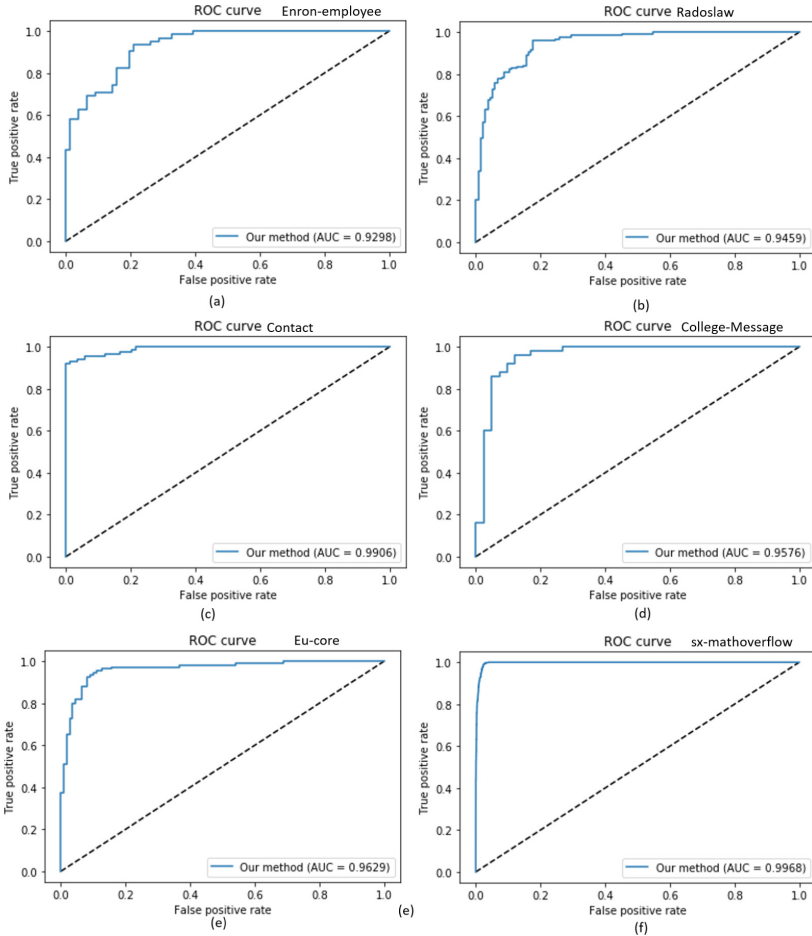 ROC curve Enron-employee
True positive rate
1.0
0.8
0.6
0.4
0.2
0.0
Our method (AUC = 0.9298)
0.0 0.2 0.4 0.6 0.8 1.0
False positive rate
(a)
ROC curve Radoslaw
True positive rate
1.0
0.8
0.6
0.4
0.2
0.0
Our method (AUC = 0.9459)
0.0 0.2 0.4 0.6 0.8 1.0
False positive rate
(b)
ROC curve Contact
True positive rate
1.0
0.8
0.6
0.4
0.2
0.0
Our method (AUC = 0.9906)
0.0 0.2 0.4 0.6 0.8 1.0
False positive rate
(c)
ROC curve College-Message
True positive rate
1.0
0.8
0.6
0.4
0.2
0.0
Our method (AUC = 0.9576)
0.0 0.2 0.4 0.6 0.8 1.0
False positive rate
(d)
ROC curve Eu-core
True positive rate
1.0
0.8
0.6
0.4
0.2
0.0
Our method (AUC = 0.9629)
0.0 0.2 0.4 0.6 0.8 1.0
False positive rate
(e)
(e)
ROC curve sx-mathoverflow
True positive rate
1.0
0.8
0.6
0.4
0.2
0.0
Our method (AUC = 0.9968)
0.0 0.2 0.4 0.6 0.8 1.0
False positive rate
(f)